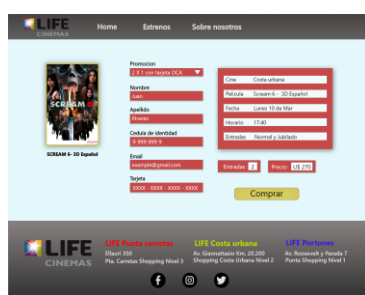 LIFE
CINEMAS
Home Estrenos Sobre nosotros
SCREAM
SCREAM 6- 3D Español
Promocion
2 X 1 con tarjeta OCA
Nombre
Juan
Apellido
Alvares
Cedula de identidad
9 999 999 9
Email
example@gmail.com
Tarjeta
XXXX - XXXX - XXXX - XXXX
Cine Costa urbana
Pelicula Scream 6 - 3D Español
Fecha Lunes 10 de Mar
Horario 17:40
Entradas Normal y Jubilado
Entradas 2 Precio U$ 270
Comprar
LIFE
CINEMAS
LIFE Punta carretas
Ellauri 350
Pta. Carretas Shopping Nivel 3
LIFE Costa urbana
Av. Giannattasio Km. 20.200
Shopping Costa Urbana Nivel 2
LIFE Portones
Av. Roosevelt y Parada 7
Punta Shopping Nivel 1